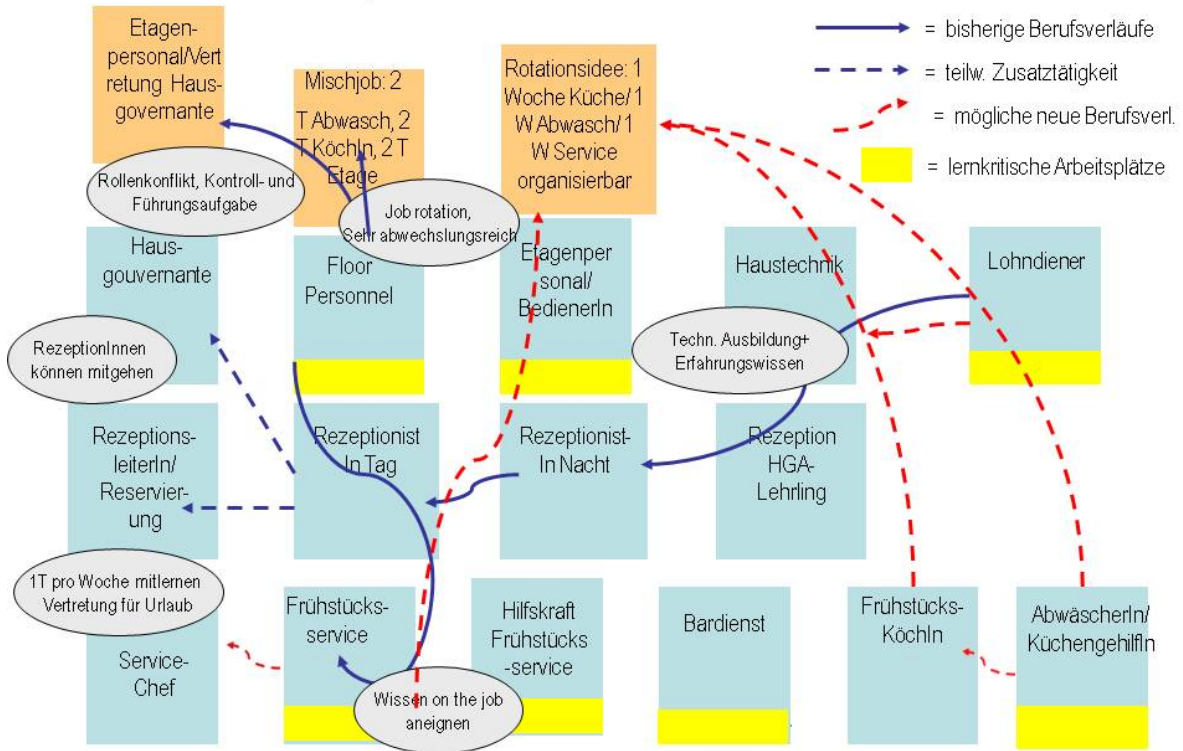 Etagen-
personal/Vert
retung Haus-
governante
Mischjob: 2
T Abwasch, 2
T KöchIn, 2 T
Etage
Rotationsidee: 1
Woche Küche/ 1
W Abwasch/ 1
W Service
organisierbar
= bisherige Berufsverläufe
= teilw. Zusatztätigkeit
= mögliche neue Berufsverl.
= lernkritische Arbeitsplätze
Rollenkonflikt, Kontroll- und
Führungsaufgabe
Job rotation,
Sehr abwechslungsreich
Haus-
gouvernante
Floor
Personnel
Etagenper
sonal/
BedienerIn
Haustechnik
Lohndiener
RezeptionInnen
können mitgehen
Techn. Ausbildung+
Erfahrungswissen
Rezeptions-
leiterIn/
Reservier-
ung
Rezeptionist
In Tag
Rezeptionist-
In Nacht
Rezeption
HGA-
Lehrling
1T pro Woche mitlernen
Vertretung für Urlaub
Service-
Chef
Frühstücks-
service
Hilfskraft
Frühstücks
-service
Bardienst
Frühstücks-
KöchIn
AbwäscherIn/
KüchengehilfIn
Wissen on the job
aneignen